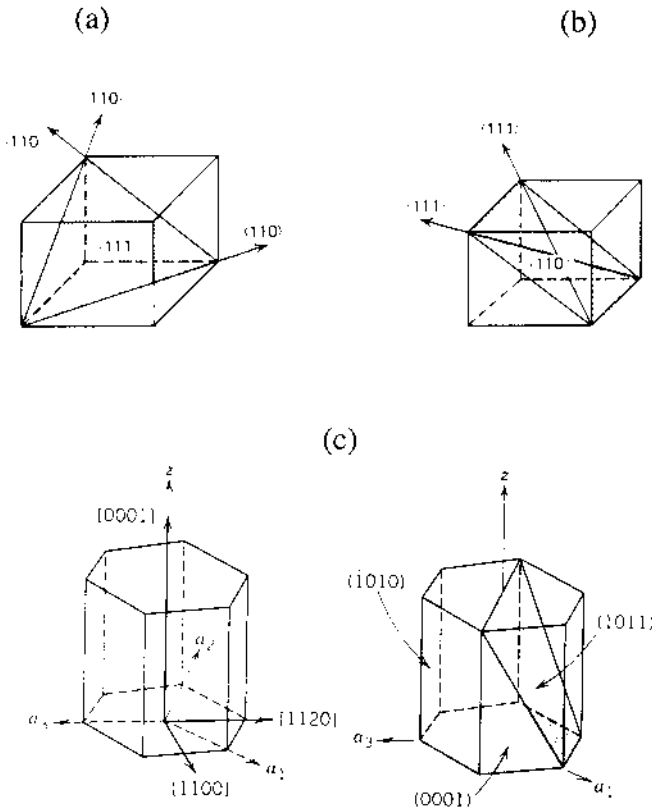 (a)
(b)
110
110
⟨110⟩
111
⟨111⟩
⟨111⟩
110
(c)
z
[0001]
a2
a3
[1120]
[1100]
a1
z
(1010)
(1011)
a3
a1
(0001)